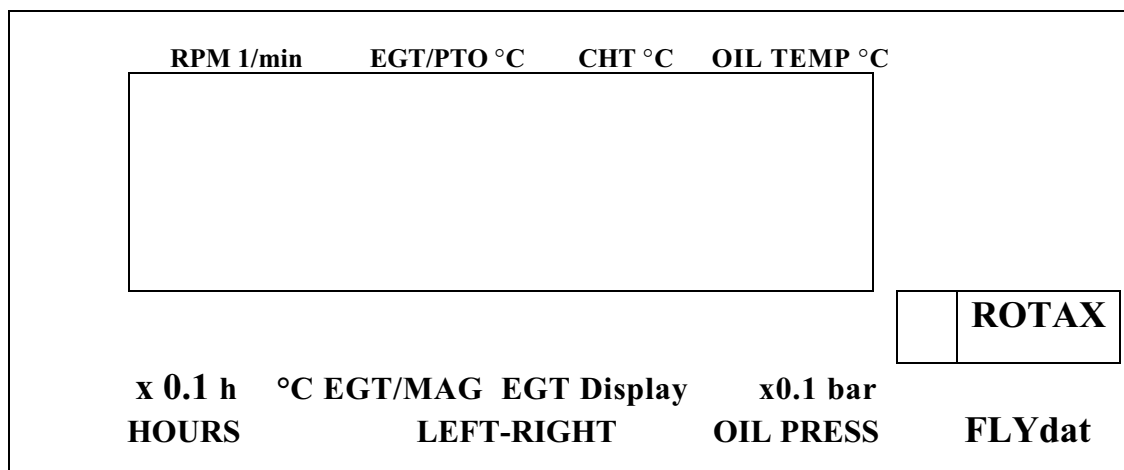 RPM 1/min EGT/PTO °C CHT °C OIL TEMP °C
ROTAX
x 0.1 h °C EGT/MAG EGT Display x0.1 bar
HOURS LEFT-RIGHT OIL PRESS FLYdat